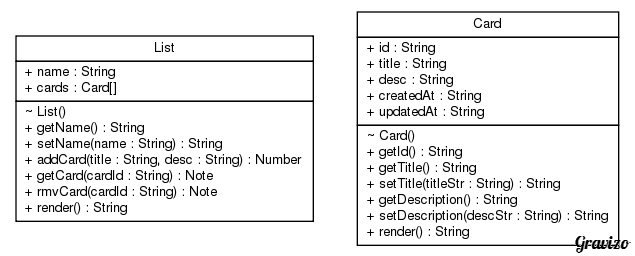 List
+ name : String
+ cards : Card[]
~ List()
+ getName() : String
+ setName(name : String) : String
+ addCard(title : String, desc : String) : Number
+ getCard(cardId : String) : Note
+ rmvCard(cardId : String) : Note
+ render() : String
Card
+ id : String
+ title : String
+ desc : String
+ createdAt : String
+ updatedAt : String
~ Card()
+ getId() : String
+ getTitle() : String
+ setTitle(titleStr : String) : String
+ getDescription() : String
+ setDescription(descStr : String) : String
+ render() : String
Gravizo